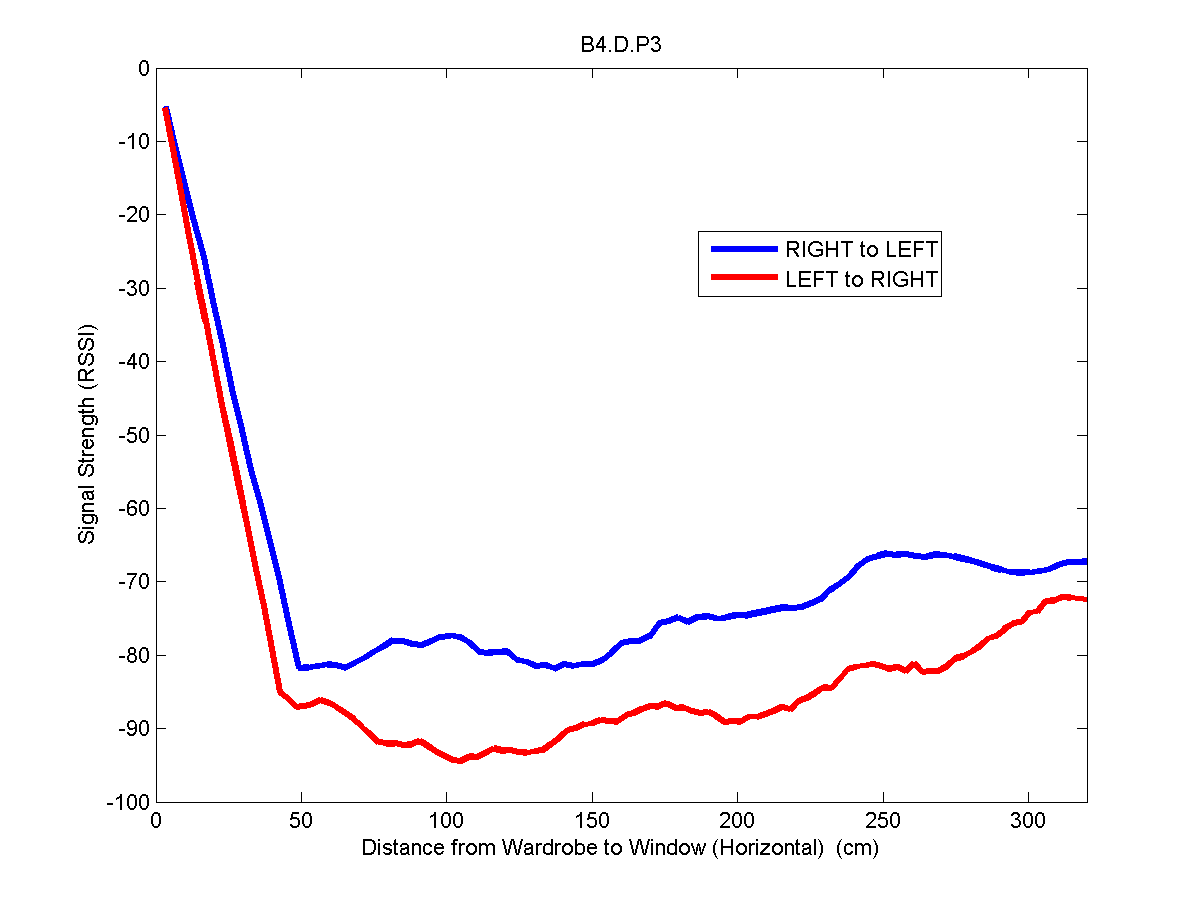 B4.D.P3
0
-10
-20
-30
-40
-50
-60
-70
-80
-90
-100
Signal Strength (RSSI)
RIGHT to LEFT
LEFT to RIGHT
0 50 100 150 200 250 300
Distance from Wardrobe to Window (Horizontal)  (cm)